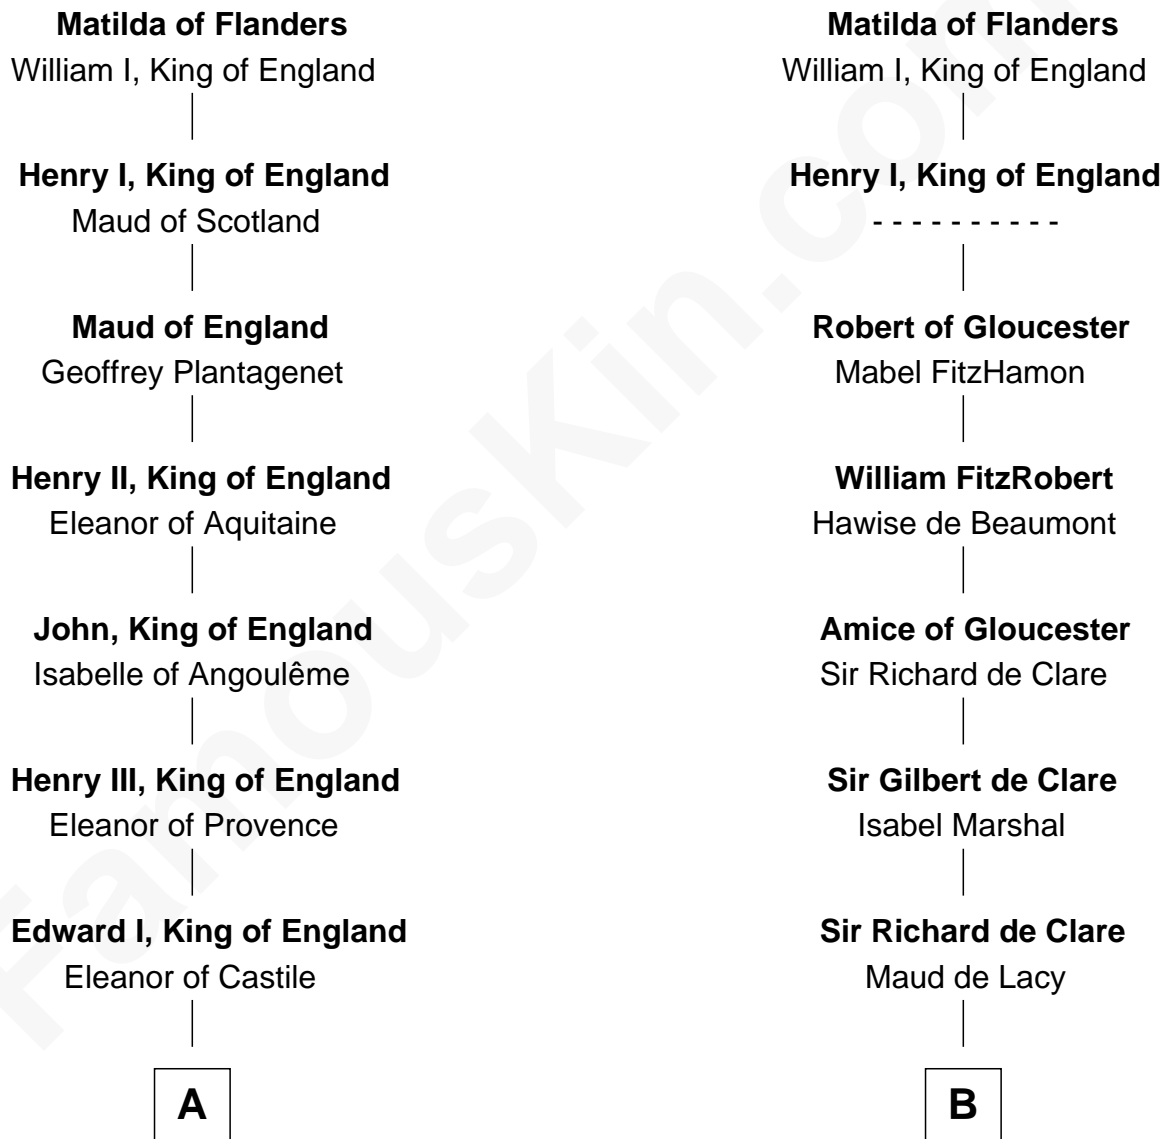 Matilda of Flanders
William I, King of England
Henry I, King of England
Maud of Scotland
Maud of England
Geoffrey Plantagenet
Henry II, King of England
Eleanor of Aquitaine
John, King of England
Isabelle of Angoulême
Henry III, King of England
Eleanor of Provence
Edward I, King of England
Eleanor of Castile
A
Matilda of Flanders
William I, King of England
Henry I, King of England
- - - - - - - - - -
Robert of Gloucester
Mabel FitzHamon
William FitzRobert
Hawise de Beaumont
Amice of Gloucester
Sir Richard de Clare
Sir Gilbert de Clare
Isabel Marshal
Sir Richard de Clare
Maud de Lacy
B
FamousKin.com